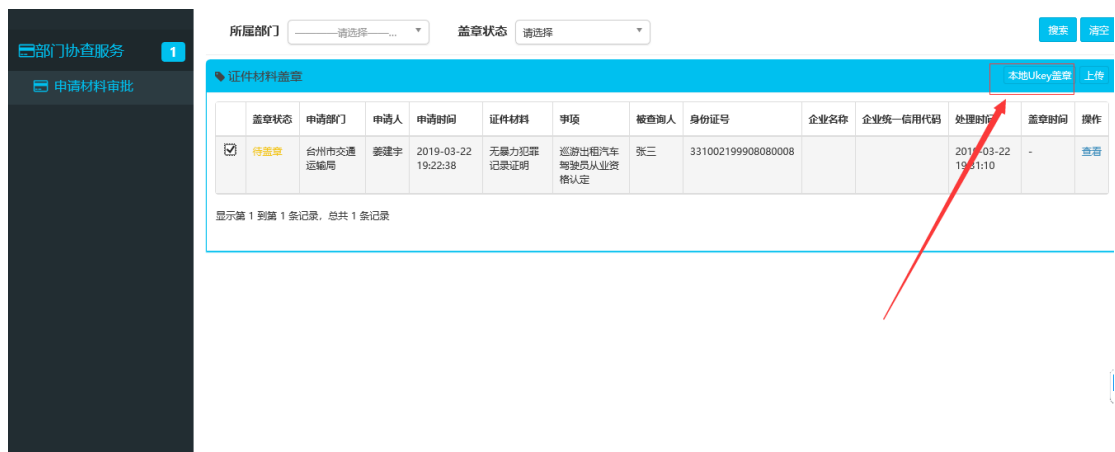 所属部门 ————请选择——... 盖章状态 请选择 搜索 清空
部门协查服务 1
证件材料盖章 本地Ukey盖章 上传
申请材料审批
盖章状态 申请部门 申请人 申请时间 证件材料 事项 被查询人 身份证号 企业名称 企业统一信用代码 处理时间 盖章时间 操作
待盖章 台州市交通 姜建宇 2019-03-22 无暴力犯罪 巡游出租汽车 张三 331002199908080008 2019-03-22 - 查看
运输局 19:22:38 记录证明 驾驶员从业资 19:31:10
格认定
显示第 1 到第 1 条记录，总共 1 条记录